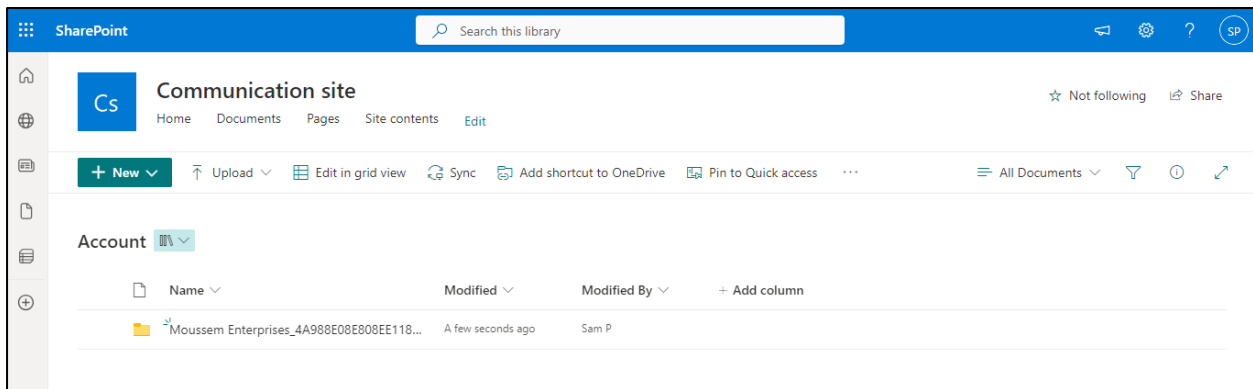 SharePoint Search this library ? SP
Cs Communication site
Not following Share
Home Documents Pages Site contents Edit
+ New Upload Edit in grid view Sync Add shortcut to OneDrive Pin to Quick access ... All Documents
Account
Name Modified Modified By + Add column
Moussem Enterprises_4A988E08E808EE118... A few seconds ago Sam P